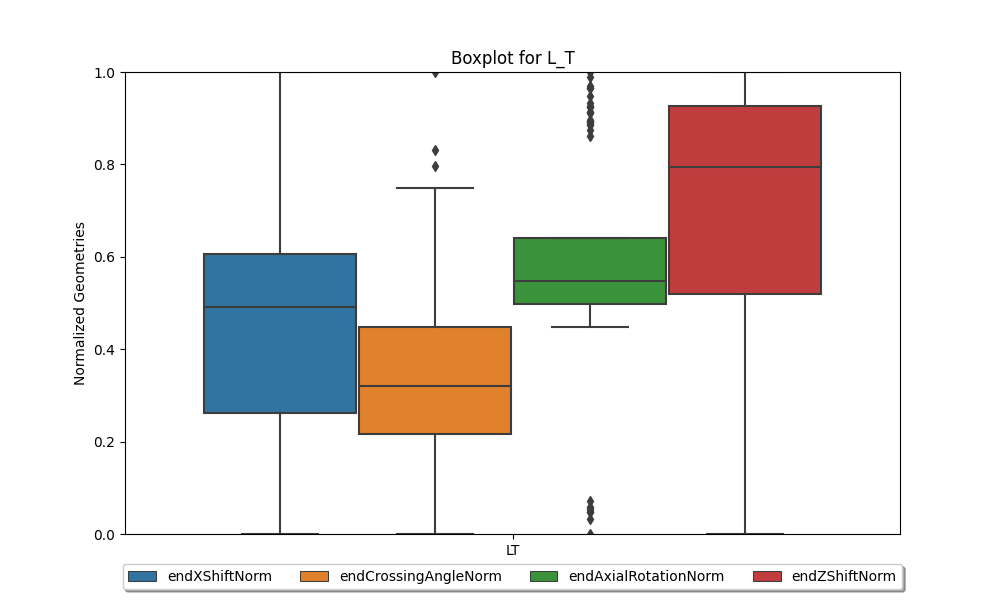 Boxplot for L_T
1.0
0.8
0.6
0.4
0.2
0.0
Normalized Geometries
LT
endXShiftNorm endCrossingAngleNorm endAxialRotationNorm endZShiftNorm